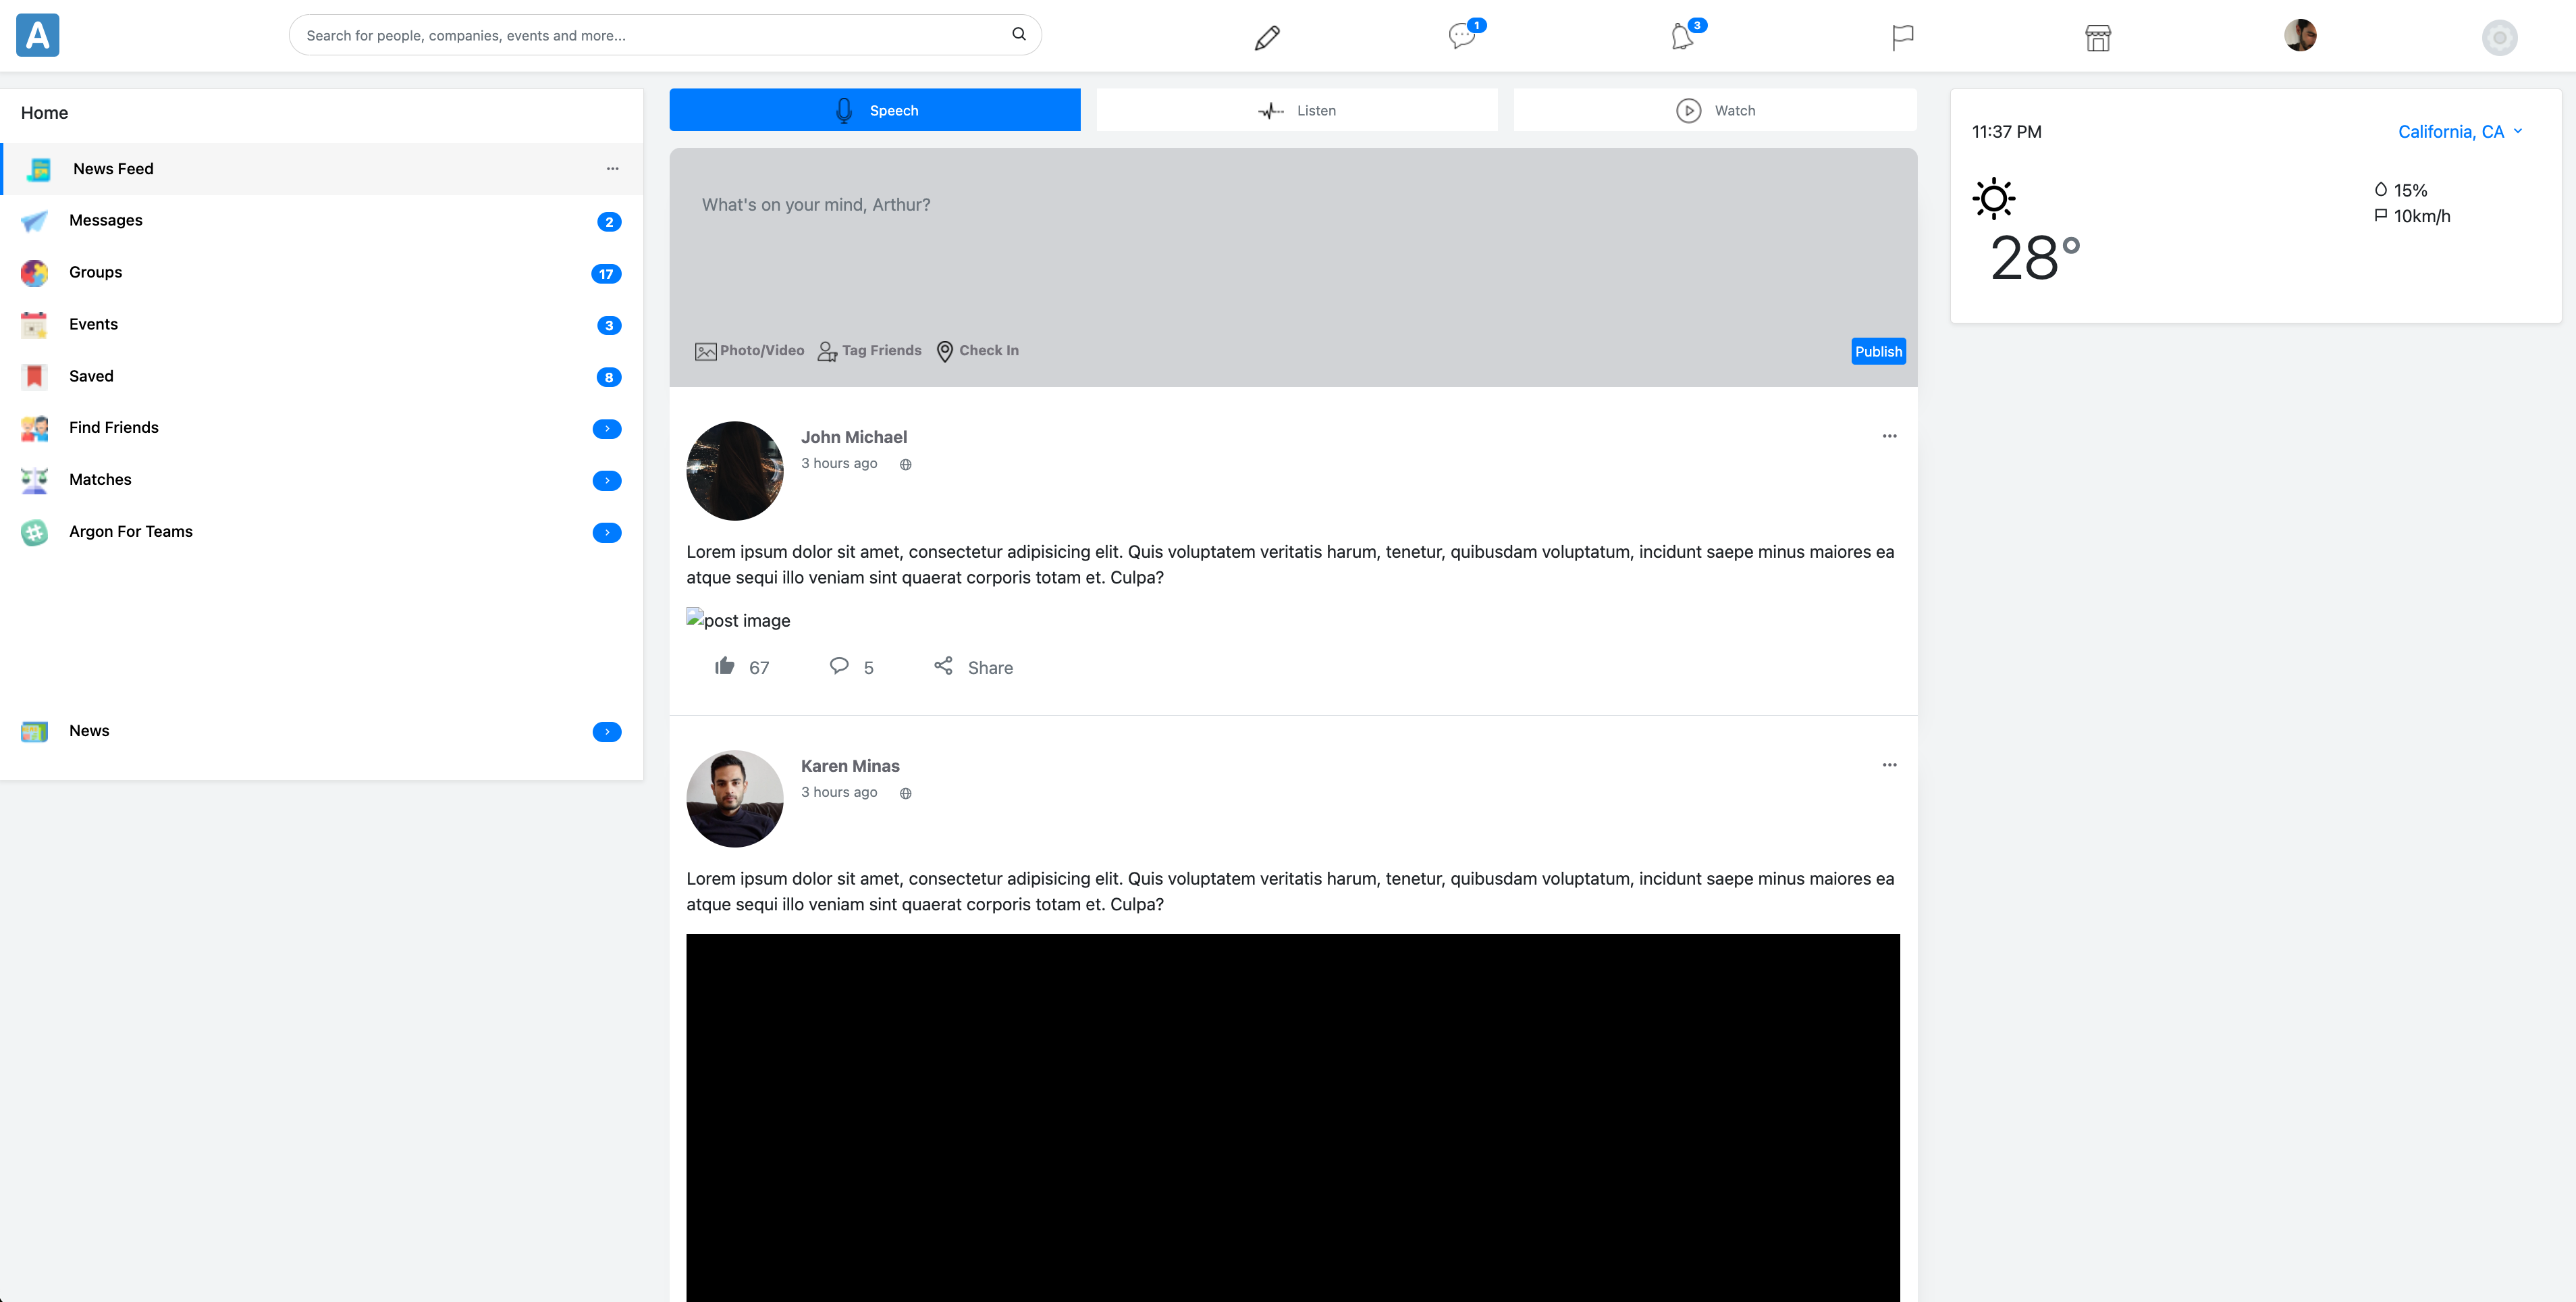 A
Search for people, companies, events and more...
1
3
Home
News Feed
Messages 2
Groups 17
Events 3
Saved 8
Find Friends
Matches
Argon For Teams
News
Speech
Listen
Watch
What's on your mind, Arthur?
Photo/Video
Tag Friends
Check In
Publish
John Michael
3 hours ago
Lorem ipsum dolor sit amet, consectetur adipisicing elit. Quis voluptatem veritatis harum, tenetur, quibusdam voluptatum, incidunt saepe minus maiores ea
atque sequi illo veniam sint quaerat corporis totam et. Culpa?
post image
67
5
Share
Karen Minas
3 hours ago
Lorem ipsum dolor sit amet, consectetur adipisicing elit. Quis voluptatem veritatis harum, tenetur, quibusdam voluptatum, incidunt saepe minus maiores ea
atque sequi illo veniam sint quaerat corporis totam et. Culpa?
11:37 PM
California, CA
15%
10km/h
28°